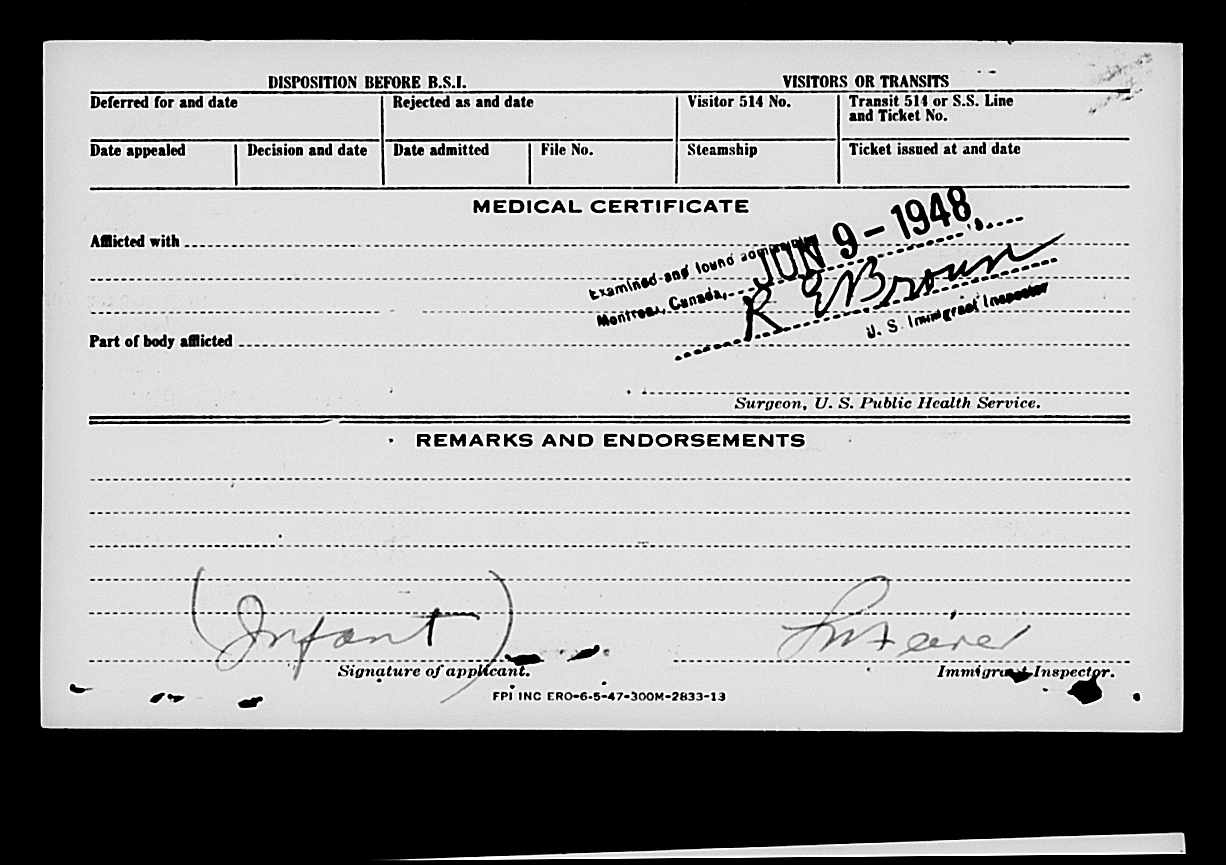 DISPOSITION BEFORE B.S.I. VISITORS OR TRANSITS
Deferred for and date Rejected as and date Visitor 514 No. Transit 514 or S.S. Line
and Ticket No.
Date appealed Decision and date Date admitted File No. Steamship Ticket issued at and date
MEDICAL CERTIFICATE
Afflicted with
JUN 9-1948
Examined and found
Montreal, Canada,
R E Brown
U. S. Immigrant Inspector
Part of body afflicted
Surgeon, U. S. Public Health Service.
REMARKS AND ENDORSEMENTS
(Infant)
Signature of applicant. Immigrant Inspector.
FPI INC ERO-6-5-47-300M-2833-13